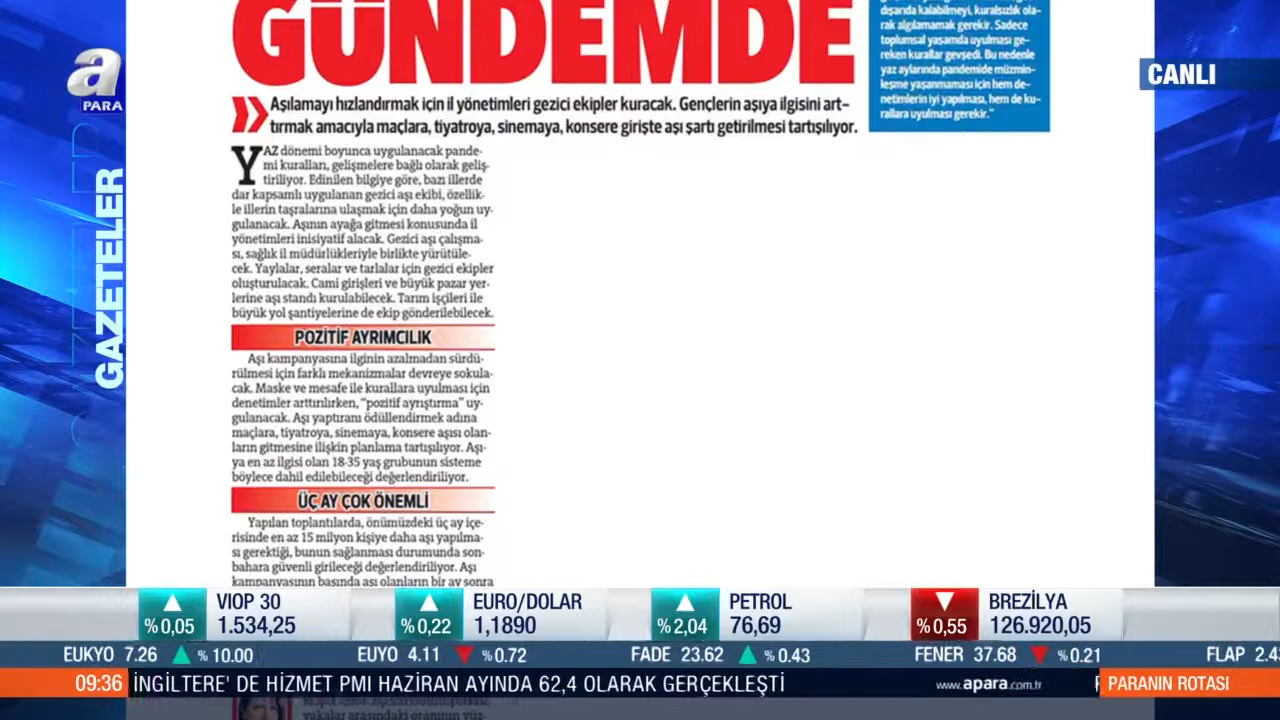 GÜNDEMDE
Aşılamayı hızlandırmak için il yönetimleri gezici ekipler kuracak. Gençlerin aşıya ilgisini art-
tırmak amacıyla maçlara, tiyatroya, sinemaya, konsere girişte aşı şartı getirilmesi tartışılıyor.
dışarıda kalabilmeyi, kuralsızlık ola-
rak algılamamak gerekir. Sadece
toplumsal yaşamda uyulması ge-
reken kurallar gevşedi. Bu nedenle
yaz aylarında pandemide müzmin-
leşme yaşanmaması için hem de-
netimlerin iyi yapılması, hem de ku-
rallara uyulması gerekir."
a
PARA
CANLI
GAZETELER
YAZ dönemi boyunca uygulanacak pande-
mi kuralları, gelişmelere bağlı olarak geliş-
tiriliyor. Edinilen bilgiye göre, bazı illerde
dar kapsamlı uygulanan gezici aşı ekibi, özellik-
le illerin taşralarına ulaşmak için daha yoğun uy-
gulanacak. Aşının ayağa gitmesi konusunda il
yönetimleri inisiyatif alacak. Gezici aşı çalışma-
sı, sağlık il müdürlükleriyle birlikte yürütüle-
cek. Yaylalar, seralar ve tarlalar için gezici ekipler
oluşturulacak. Cami girişleri ve büyük pazar yer-
lerine aşı standı kurulabilecek. Tarım işçileri ile
büyük yol şantiyelerine de ekip gönderilebilecek.
POZİTİF AYRIMCILIK
Aşı kampanyasına ilginin azalmadan sürdü-
rülmesi için farklı mekanizmalar devreye sokula-
cak. Maske ve mesafe ile kurallara uyulması için
denetimler arttırılırken, "pozitif ayrıştırma" uy-
gulanacak. Aşı yaptıranı ödüllendirmek adına
maçlara, tiyatroya, sinemaya, konsere aşısı olan-
ların gitmesine ilişkin planlama tartışılıyor. Aşı-
ya en az ilgisi olan 18-35 yaş grubunun sisteme
böylece dahil edilebileceği değerlendiriliyor.
ÜÇ AY ÇOK ÖNEMLİ
Yapılan toplantılarda, önümüzdeki üç ay içe-
risinde en az 15 milyon kişiye daha aşı yapılma-
sı gerektiği, bunun sağlanması durumunda son-
bahara güvenli girileceği değerlendiriliyor. Aşı
kampanyasının başında aşı olanların bir ay sonra
%0,05 VIOP 30 1.534,25
%0,22 EURO/DOLAR 1,1890
%2,04 PETROL 76,69
%0,55 BREZİLYA 126.920,05
EUKYO 7.26 % 10.00 EUYO 4.11 %0.72 FADE 23.62 % 0.43 FENER 37.68 %0.21 FLAP
09:36 İNGİLTERE' DE HİZMET PMI HAZİRAN AYINDA 62,4 OLARAK GERÇEKLEŞTİ www.apara.com.tr PARANIN ROTASI